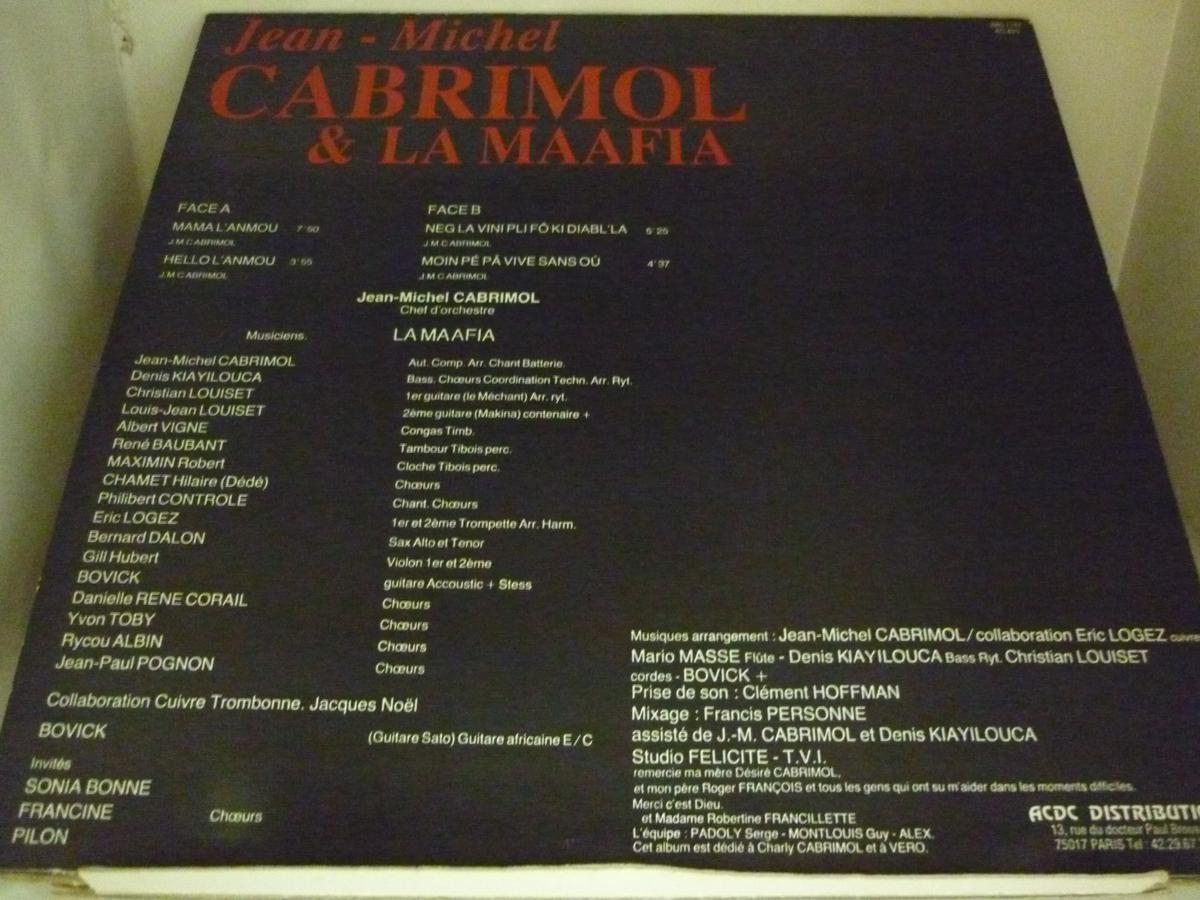 Jean - Michel
CABRIMOL
& LA MAAFIA
FACE A
MAMA L'ANMOU 7'50
J.M.CABRIMOL
HELLO L'ANMOU 3'55
J.M.CABRIMOL
FACE B
NEG LA VINI PLI FÔ KI DIABL'LA 5'25
J.M.CABRIMOL
MOIN PÉ PÂ VIVE SANS OÙ 4'37
J.M.CABRIMOL
Jean-Michel CABRIMOL
Chef d'orchestre
Musiciens. LA MAAFIA
Jean-Michel CABRIMOL Aut. Comp. Arr. Chant Batterie.
Denis KIAYILOUCA Bass. Chœurs Coordination Techn. Arr. Ryt.
Christian LOUISET 1er guitare (le Méchant) Arr. ryt.
Louis-Jean LOUISET 2ème guitare (Makina) contenaire +
Albert VIGNE Congas Timb.
René BAUBANT Tambour Tibois perc.
MAXIMIN Robert Cloche Tibois perc.
CHAMET Hilaire (Dédé) Chœurs
Philibert CONTROLE Chant. Chœurs
Eric LOGEZ 1er et 2ème Trompette Arr. Harm.
Bernard DALON Sax Alto et Tenor
Gill Hubert Violon 1er et 2ème
BOVICK guitare Accoustic + Stess
Danielle RENE CORAIL Chœurs
Yvon TOBY Chœurs
Rycou ALBIN Chœurs
Jean-Paul POGNON Chœurs
Collaboration Cuivre Trombonne. Jacques Noël
BOVICK (Guitare Sato) Guitare africaine E/C
Invités
SONIA BONNE
FRANCINE Chœurs
PILON
Musiques arrangement : Jean-Michel CABRIMOL / collaboration Eric LOGEZ
Mario MASSE Flûte - Denis KIAYILOUCA Bass Ryt. Christian LOUISET
cordes - BOVICK +
Prise de son : Clément HOFFMAN
Mixage : Francis PERSONNE
assisté de J.-M. CABRIMOL et Denis KIAYILOUCA
Studio FELICITE - T.V.I.
remercie ma mère Désiré CABRIMOL,
et mon père Roger FRANÇOIS et tous les gens qui ont su m'aider dans les moments difficiles.
Merci c'est Dieu.
et Madame Robertine FRANCILLETTE
L'équipe : PADOLY Serge - MONTLOUIS Guy - ALEX.
Cet album est dédié à Charly CABRIMOL et à VERO.
ACDC DISTRIBUTIO
13, rue du docteur Paul Brou
75017 PARIS Tel : 42.29.67